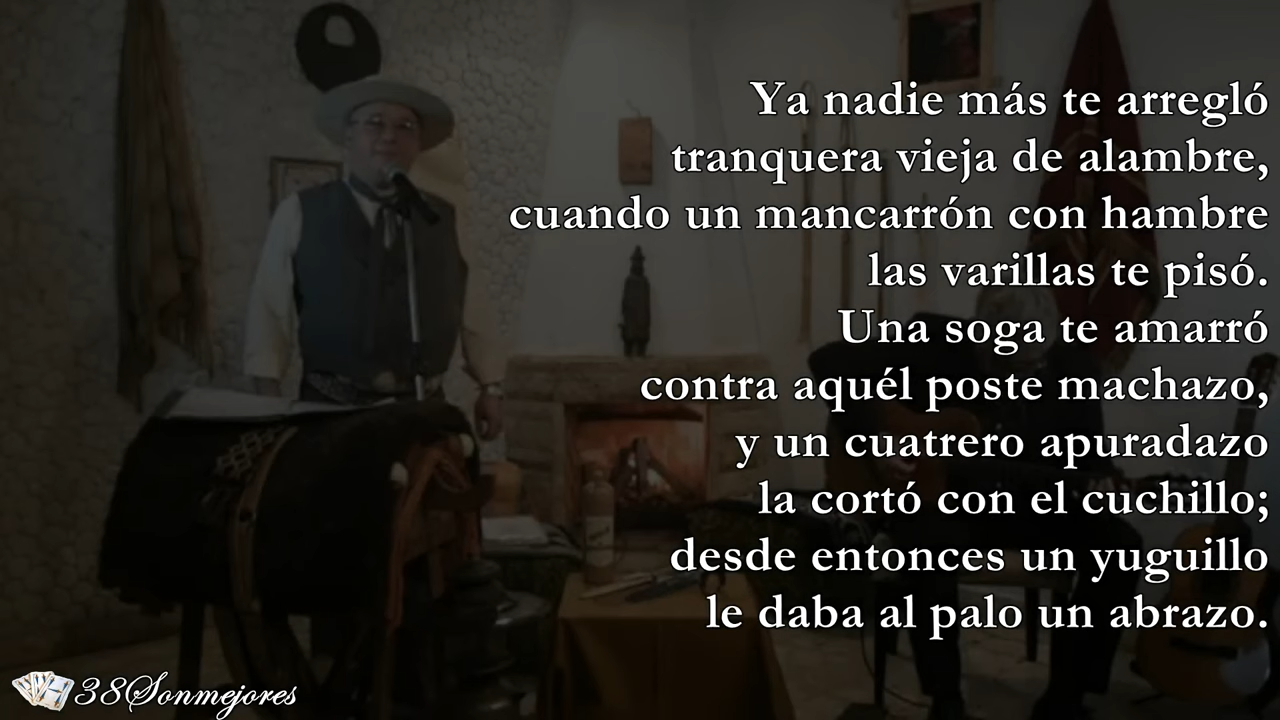 Ya nadie más te arregló
tranquera vieja de alambre,
cuando un mancarrón con hambre
las varillas te pisó.
Una soga te amarró
contra aquél poste machazo,
y un cuatrero apuradazo
la cortó con el cuchillo;
desde entonces un yuguillo
le daba al palo un abrazo.
38Sonmejores